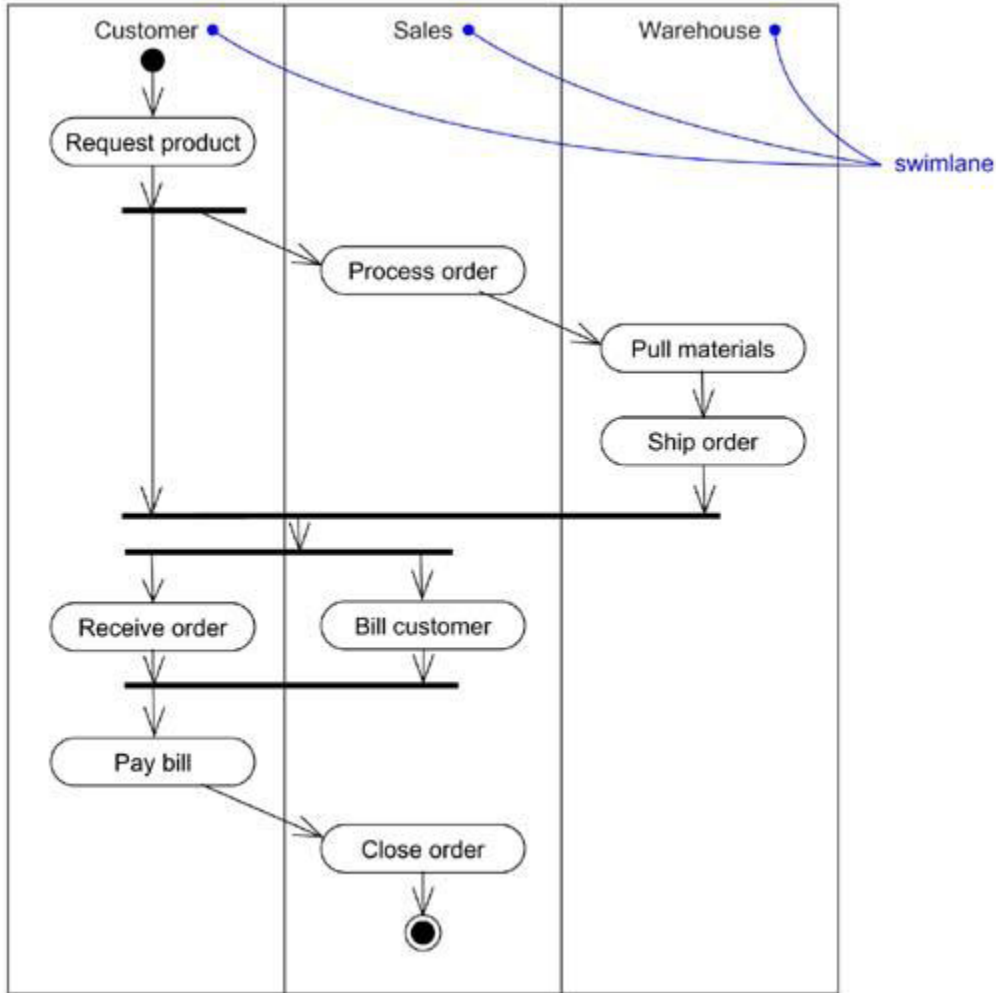 Customer
Sales
Warehouse
Request product
swimlane
Process order
Pull materials
Ship order
Receive order
Bill customer
Pay bill
Close order